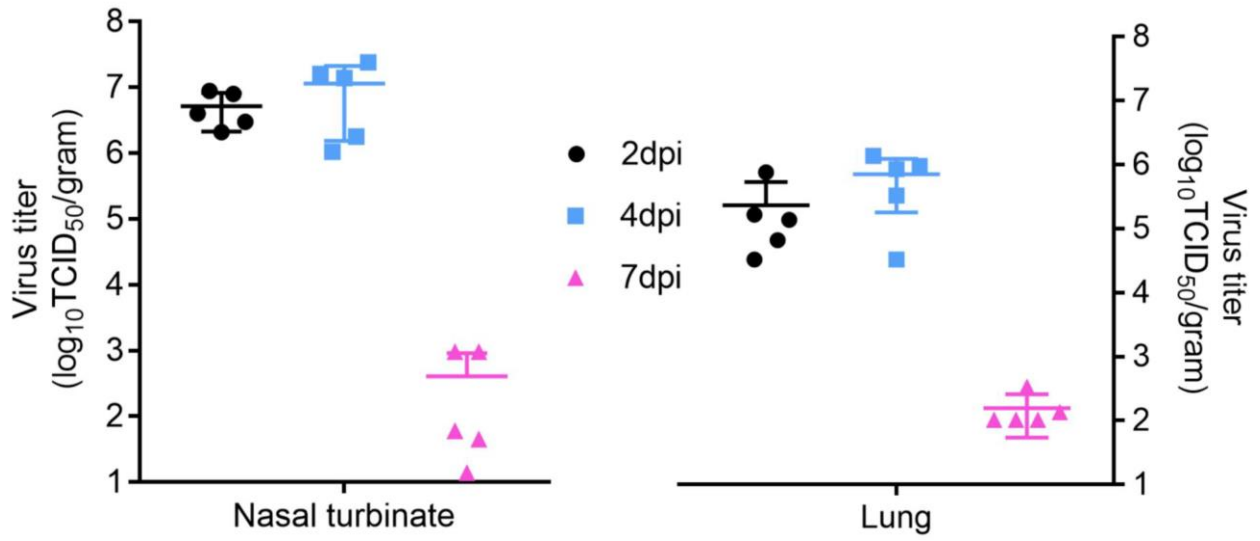 Virus titer
(log₁₀TCID₅₀/gram)
8
7
6
5
4
3
2
1
Nasal turbinate
2dpi
4dpi
7dpi
Lung
8
7
6
5
4
3
2
1
Virus titer
(log₁₀TCID₅₀/gram)